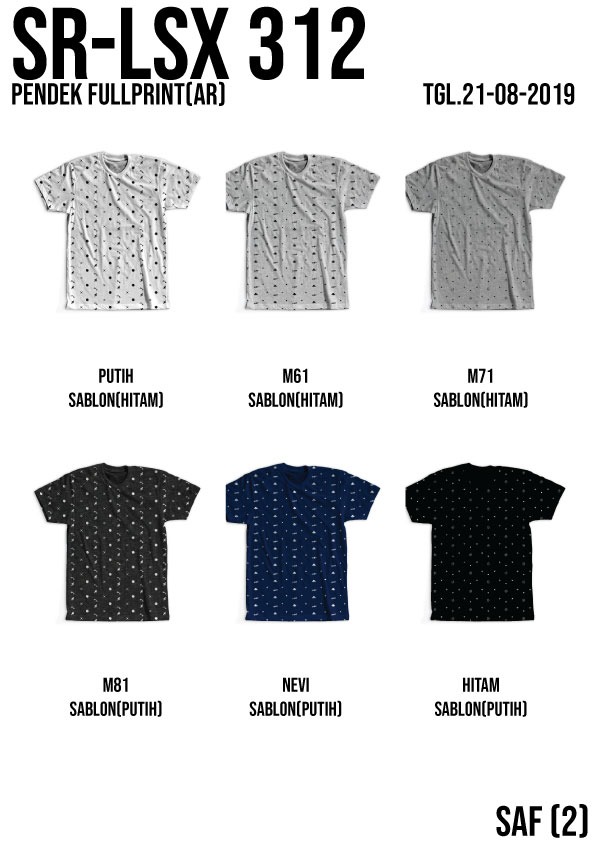 SR-LSX 312
PENDEK FULLPRINT(AR)
TGL.21-08-2019
PUTIH
SABLON(HITAM)
M61
SABLON(HITAM)
M71
SABLON(HITAM)
M81
SABLON(PUTIH)
NEVI
SABLON(PUTIH)
HITAM
SABLON(PUTIH)
SAF (2)